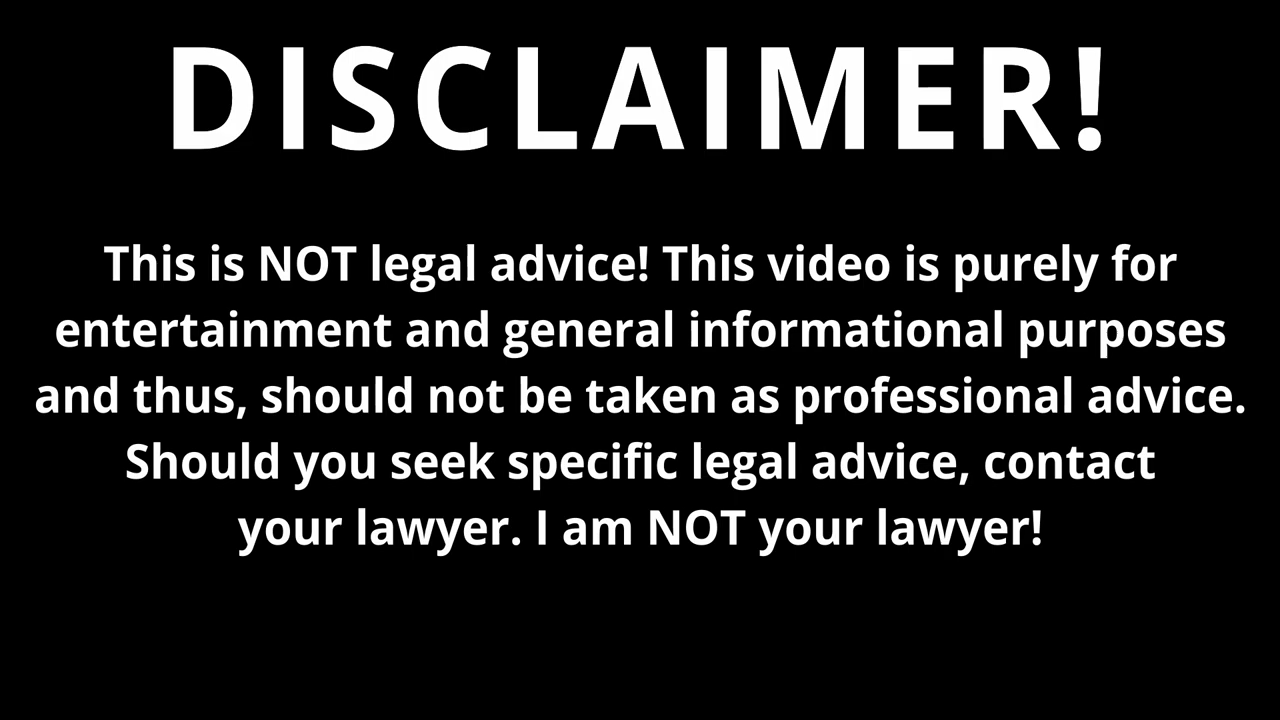 DISCLAIMER!
This is NOT legal advice! This video is purely for
entertainment and general informational purposes
and thus, should not be taken as professional advice.
Should you seek specific legal advice, contact
your lawyer. I am NOT your lawyer!